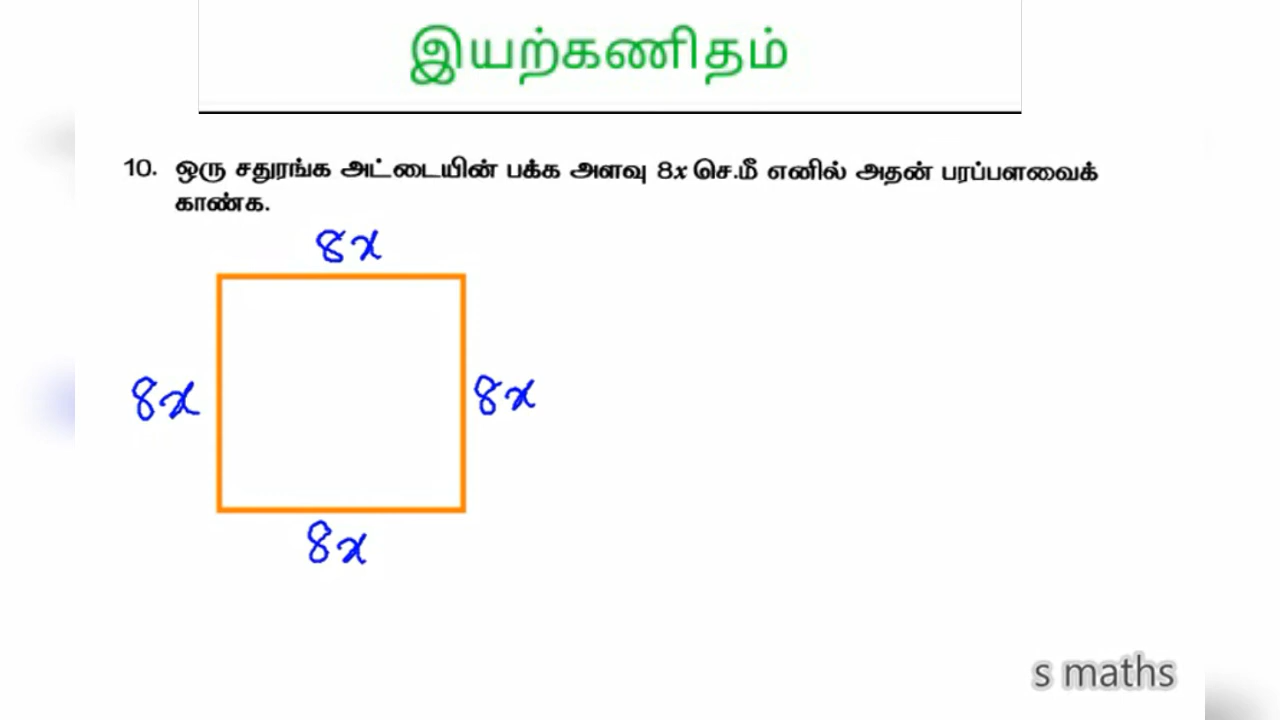 இயற்கணிதம்
10. ஒரு சதுரங்க அட்டையின் பக்க அளவு 8x செ.மீ எனில் அதன் பரப்பளவைக்
காண்க.
8x
8x 8x
8x
s maths